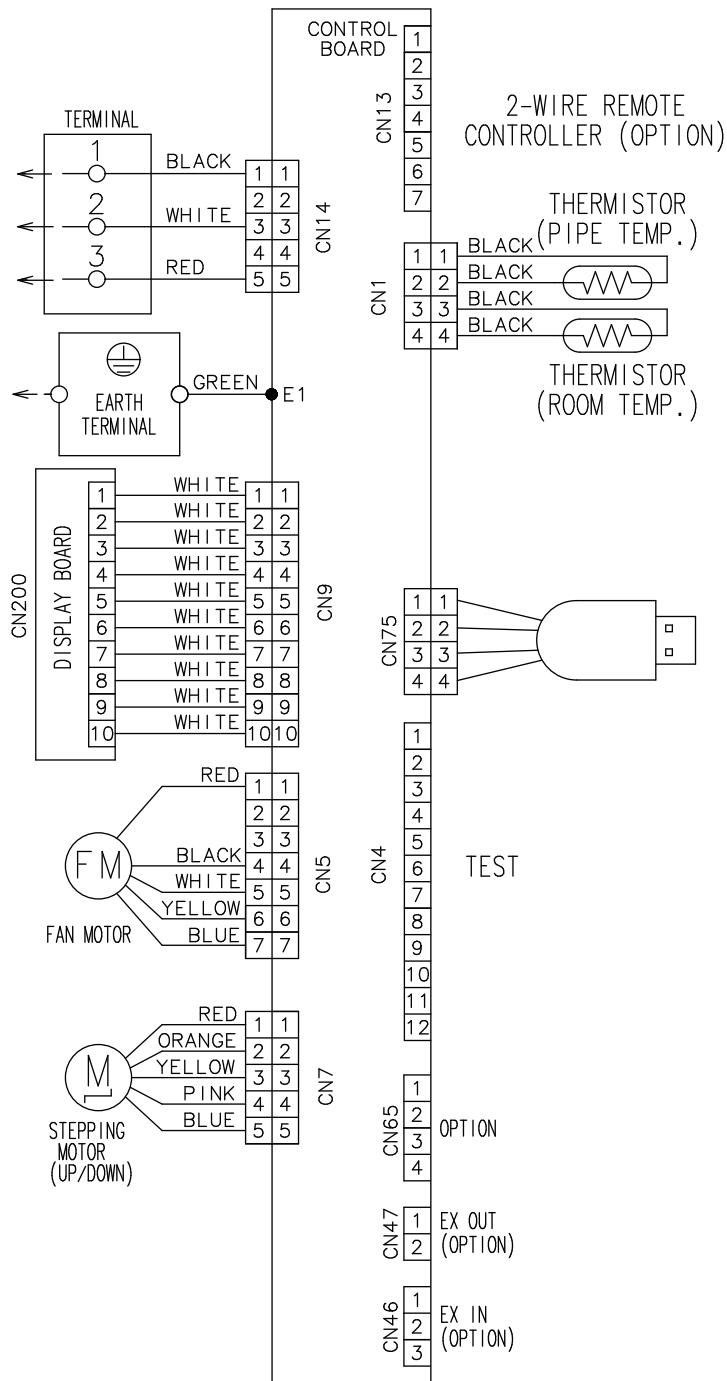 CONTROL
BOARD
CN13
1
2
3
4
5
6
7
2-WIRE REMOTE
CONTROLLER (OPTION)
TERMINAL
1
2
3
BLACK
WHITE
RED
1 1
2 2
3 3
4 4
5 5
CN14
THERMISTOR
(PIPE TEMP.)
CN1
1 1
2 2
3 3
4 4
BLACK
BLACK
BLACK
BLACK
THERMISTOR
(ROOM TEMP.)
EARTH
TERMINAL
GREEN
E1
CN200
DISPLAY BOARD
1 WHITE 1 1
2 WHITE 2 2
3 WHITE 3 3
4 WHITE 4 4
5 WHITE 5 5
6 WHITE 6 6
7 WHITE 7 7
8 WHITE 8 8
9 WHITE 9 9
10 WHITE 10 10
CN9
CN75
1 1
2 2
3 3
4 4
FM
FAN MOTOR
RED 1 1
2 2
3 3
BLACK 4 4
WHITE 5 5
YELLOW 6 6
BLUE 7 7
CN5
CN4
1
2
3
4
5
6
7
8
9
10
11
12
TEST
M
STEPPING
MOTOR
(UP/DOWN)
RED 1 1
ORANGE 2 2
YELLOW 3 3
PINK 4 4
BLUE 5 5
CN7
CN65
1
2
3
4
OPTION
CN47
1
2
EX OUT
(OPTION)
CN46
1
2
3
EX IN
(OPTION)